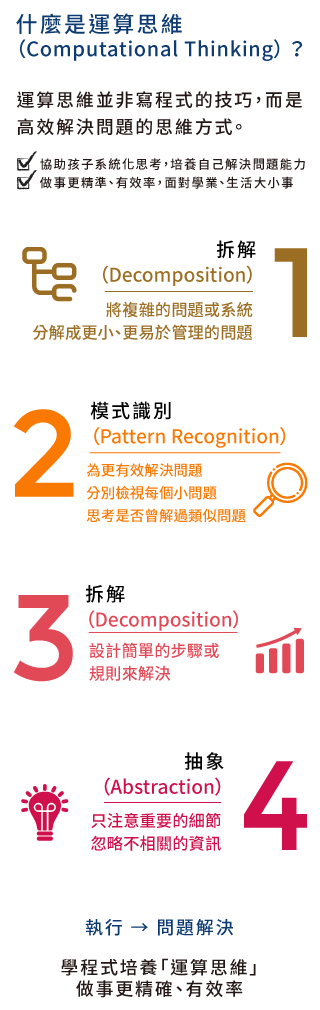 什麼是運算思維
（Computational Thinking）？
運算思維並非寫程式的技巧，而是
高效解決問題的思維方式。
協助孩子系統化思考，培養自己解決問題能力
做事更精準、有效率，面對學業、生活大小事
1
拆解
（Decomposition）
將複雜的問題或系統
分解成更小、更易於管理的問題
2
模式識別
（Pattern Recognition）
為更有效解決問題
分別檢視每個小問題
思考是否曾解過類似問題
3
拆解
（Decomposition）
設計簡單的步驟或
規則來解決
4
抽象
（Abstraction）
只注意重要的細節
忽略不相關的資訊
執行 → 問題解決
學程式培養「運算思維」
做事更精確、有效率